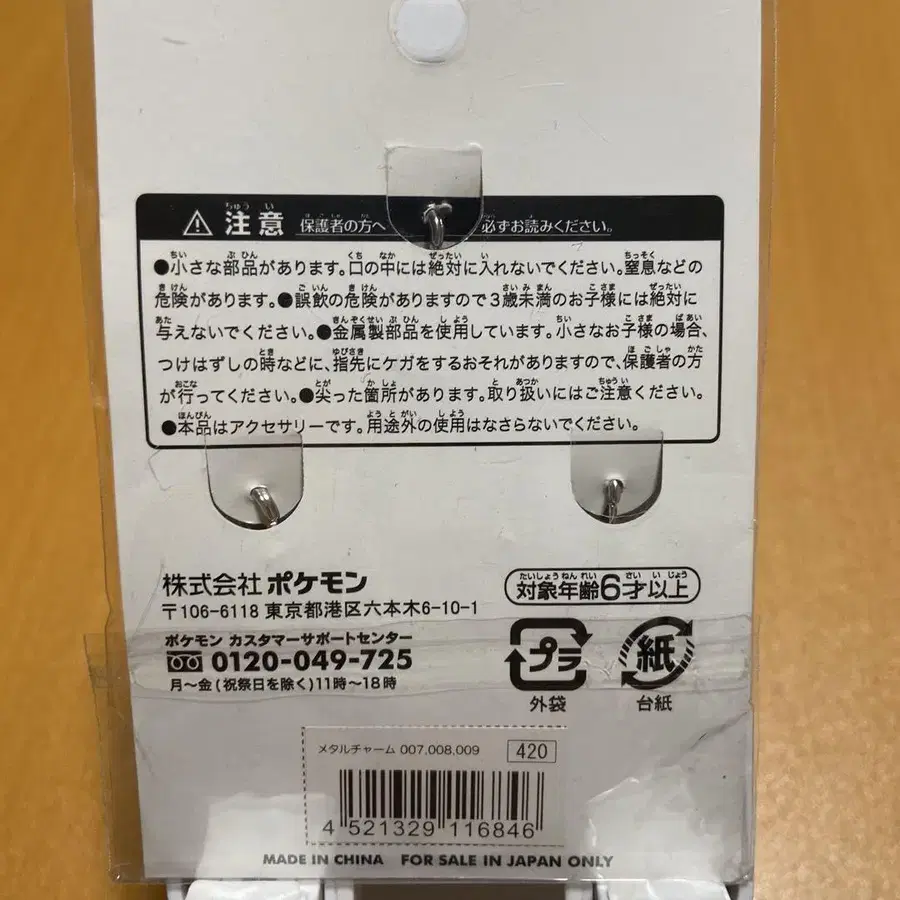 注意 保護者の方へ 必ずお読みください。
●小さな部品があります。口の中には絶対に入れないでください。窒息などの
危険があります。●誤飲の危険がありますので3歳未満のお子様には絶対に
与えないでください。●金属製部品を使用しています。小さなお子様の場合、
つけはずしの時などに、指先にケガをするおそれがありますので、保護者の方
が行ってください。●尖った箇所があります。取り扱いにはご注意ください。
●本品はアクセサリーです。用途外の使用はなさらないでください。
株式会社 ポケモン
〒106-6118 東京都港区六本木6-10-1
ポケモン カスタマーサポートセンター
0120-049-725
月～金(祝祭日を除く)11時～18時
対象年齢6才以上
プラ
外袋
紙
台紙
メタルチャーム 007.008.009 420
4 521329 116846
MADE IN CHINA FOR SALE IN JAPAN ONLY